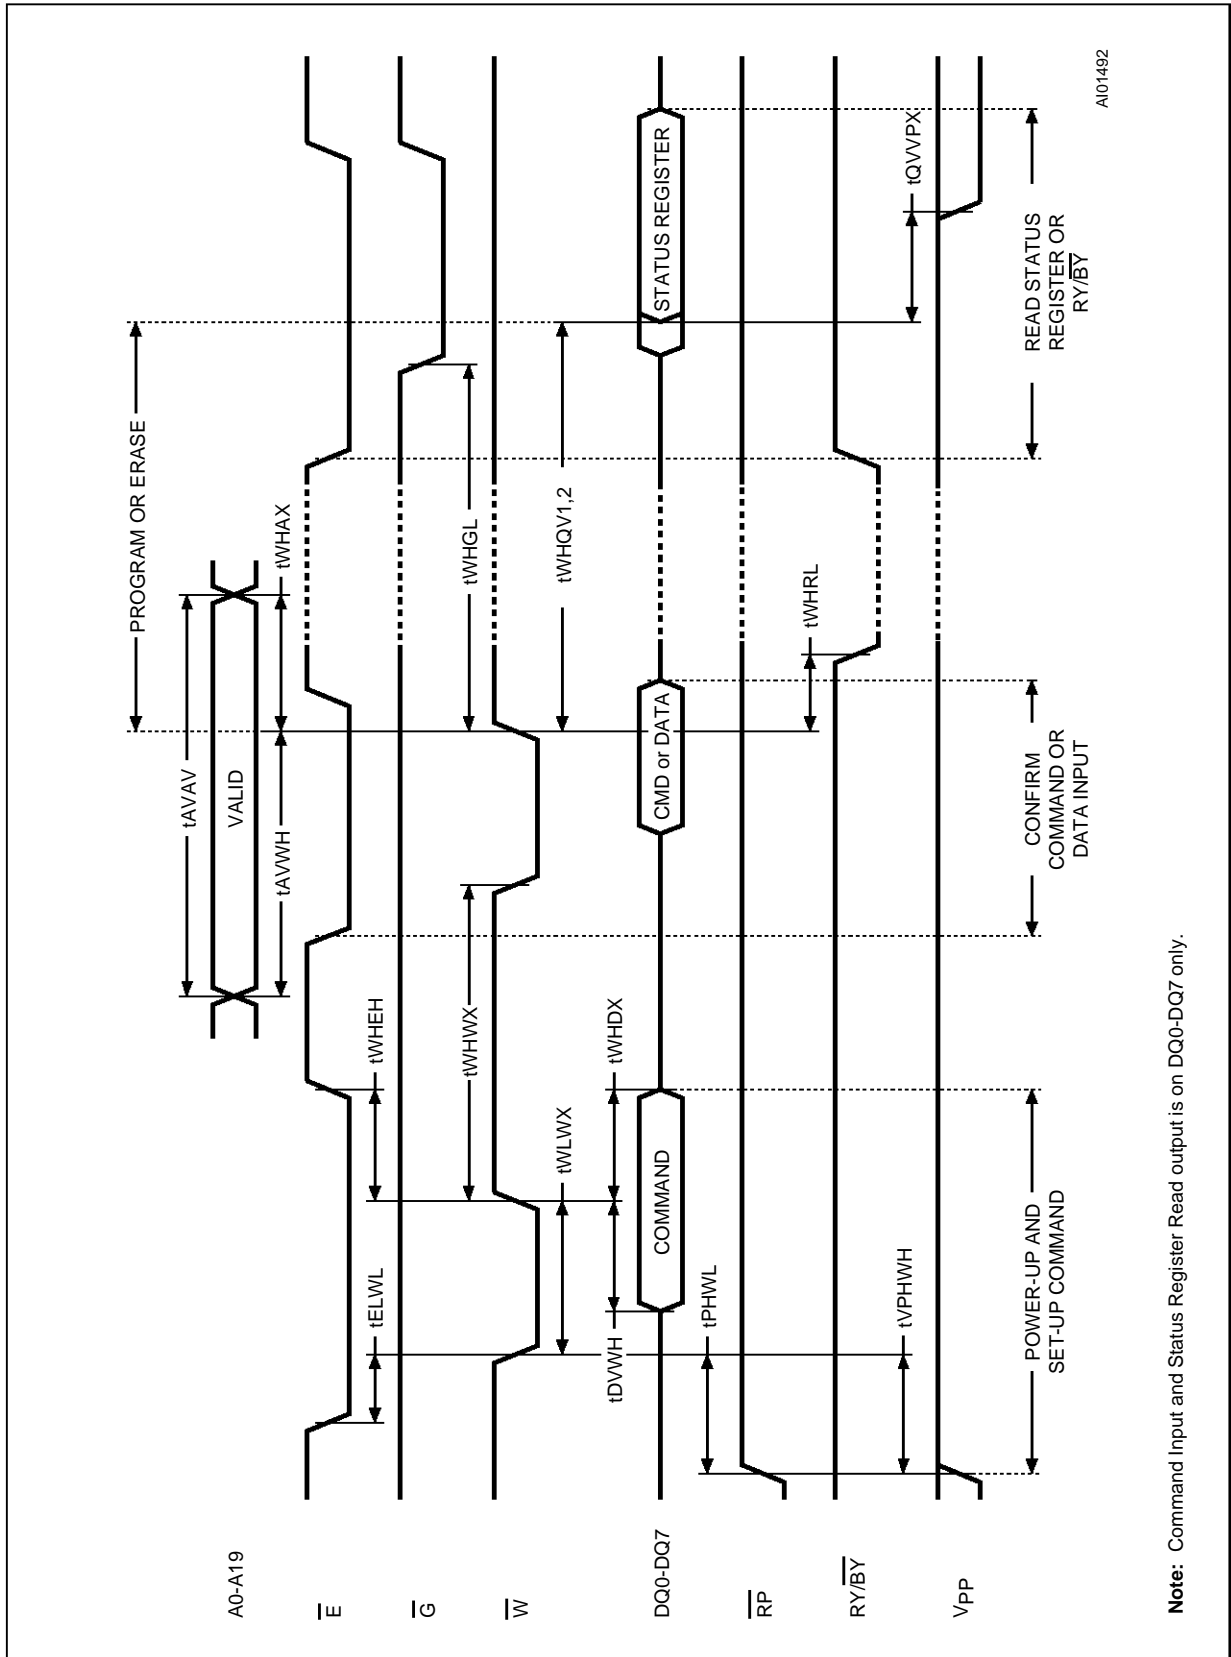 PROGRAM OR ERASE
tAVAV
A0-A19
VALID
tAVWH
tWHAX
E
tELWL
tWHEH
G
tWHWX
tWHGL
W
tWLWX
tWHQV1,2
tDVWH
tWHDX
DQ0-DQ7
COMMAND
CMD or DATA
STATUS REGISTER
tPHWL
RP
tWHRL
RY/BY
tVPHWH
tQVVPX
VPP
POWER-UP AND
SET-UP COMMAND
CONFIRM
COMMAND OR
DATA INPUT
READ STATUS
REGISTER OR
RY/BY
AI01492
Note: Command Input and Status Register Read output is on DQ0-DQ7 only.